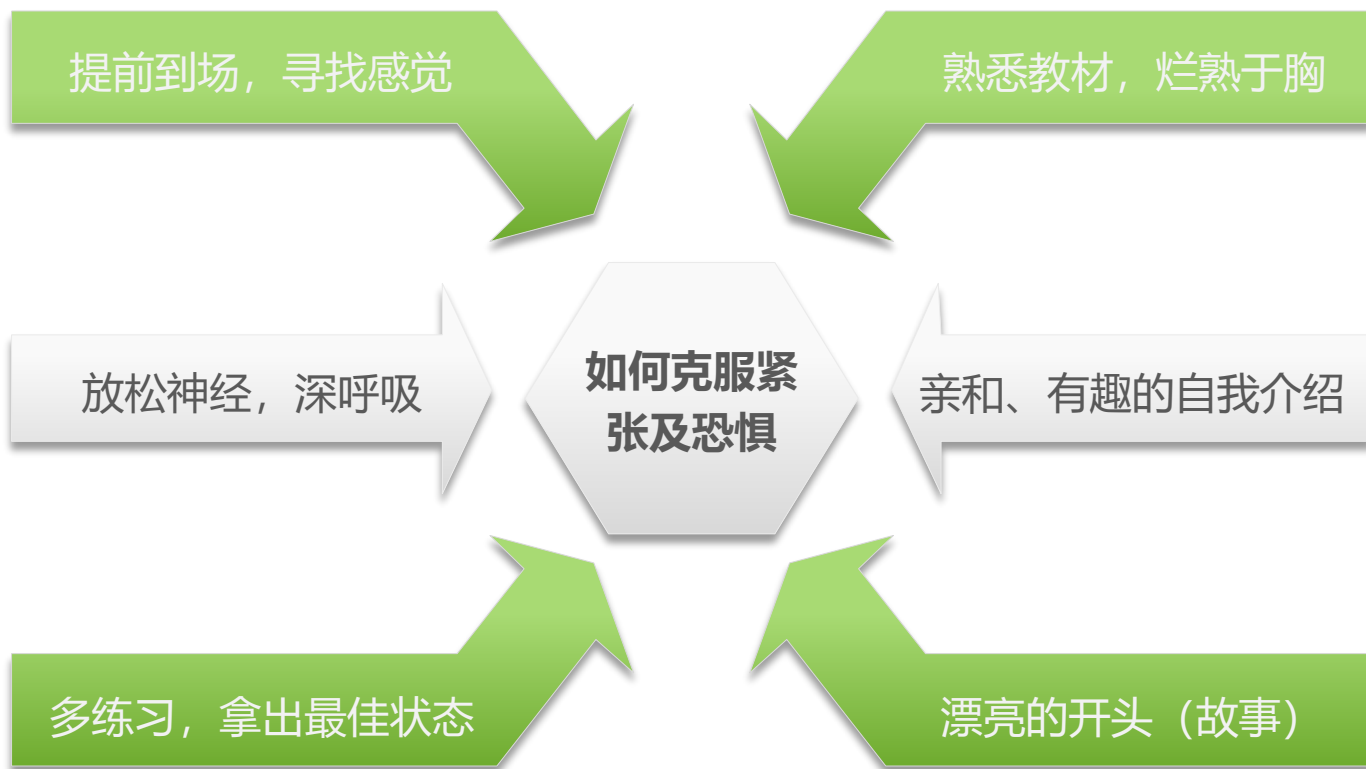 提前到场，寻找感觉
熟悉教材，烂熟于胸
放松神经，深呼吸
如何克服紧
张及恐惧
亲和、有趣的自我介绍
多练习，拿出最佳状态
漂亮的开头（故事）